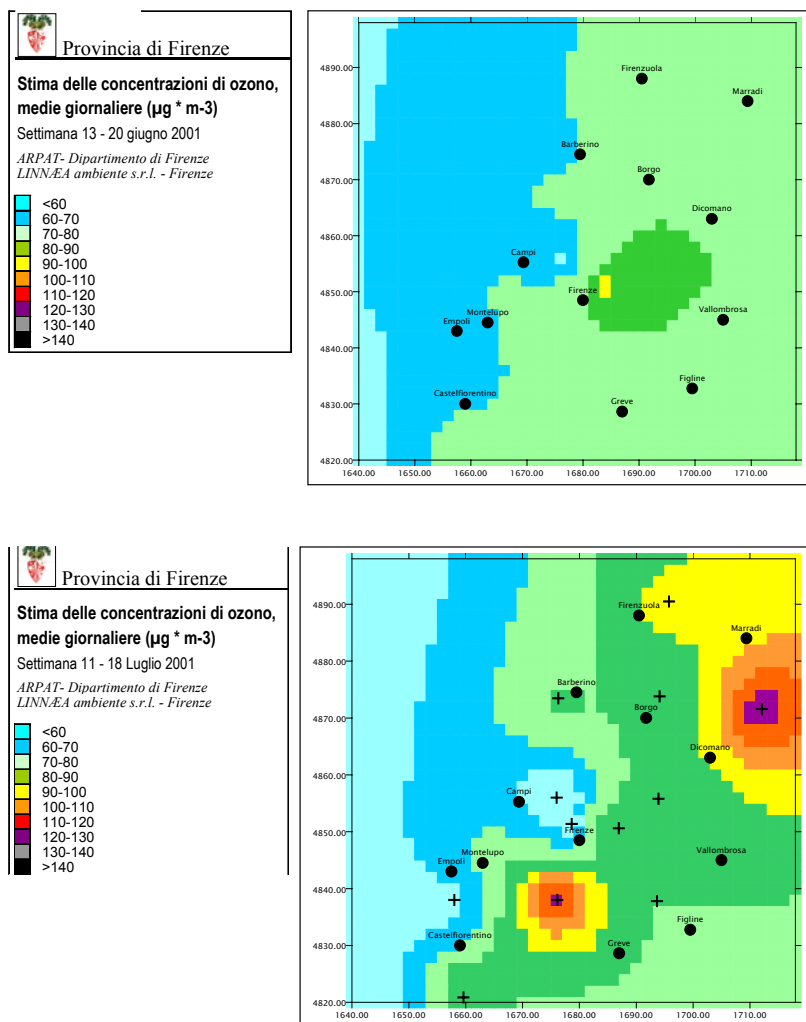 Provincia di Firenze
Stima delle concentrazioni di ozono,
medie giornaliere (µg * m-3)
Settimana 13 - 20 giugno 2001
ARPAT- Dipartimento di Firenze
LINNÆA ambiente s.r.l. - Firenze
<60
60-70
70-80
80-90
90-100
100-110
110-120
120-130
130-140
>140
4890.00
4880.00
4870.00
4860.00
4850.00
4840.00
4830.00
4820.00
Firenzuola
Marradi
Barberino
Borgo
Dicomano
Campi
Firenze
Vallombrosa
Montelupo
Empoli
Figline
Castelfiorentino
Greve
1640.00 1650.00 1660.00 1670.00 1680.00 1690.00 1700.00 1710.00
Provincia di Firenze
Stima delle concentrazioni di ozono,
medie giornaliere (µg * m-3)
Settimana 11 - 18 Luglio 2001
ARPAT- Dipartimento di Firenze
LINNÆA ambiente s.r.l. - Firenze
<60
60-70
70-80
80-90
90-100
100-110
110-120
120-130
130-140
>140
4890.00
4880.00
4870.00
4860.00
4850.00
4840.00
4830.00
4820.00
Firenzuola
Marradi
Barberino
Borgo
Dicomano
Campi
Firenze
Vallombrosa
Montelupo
Empoli
Figline
Castelfiorentino
Greve
1640.00 1650.00 1660.00 1670.00 1680.00 1690.00 1700.00 1710.00